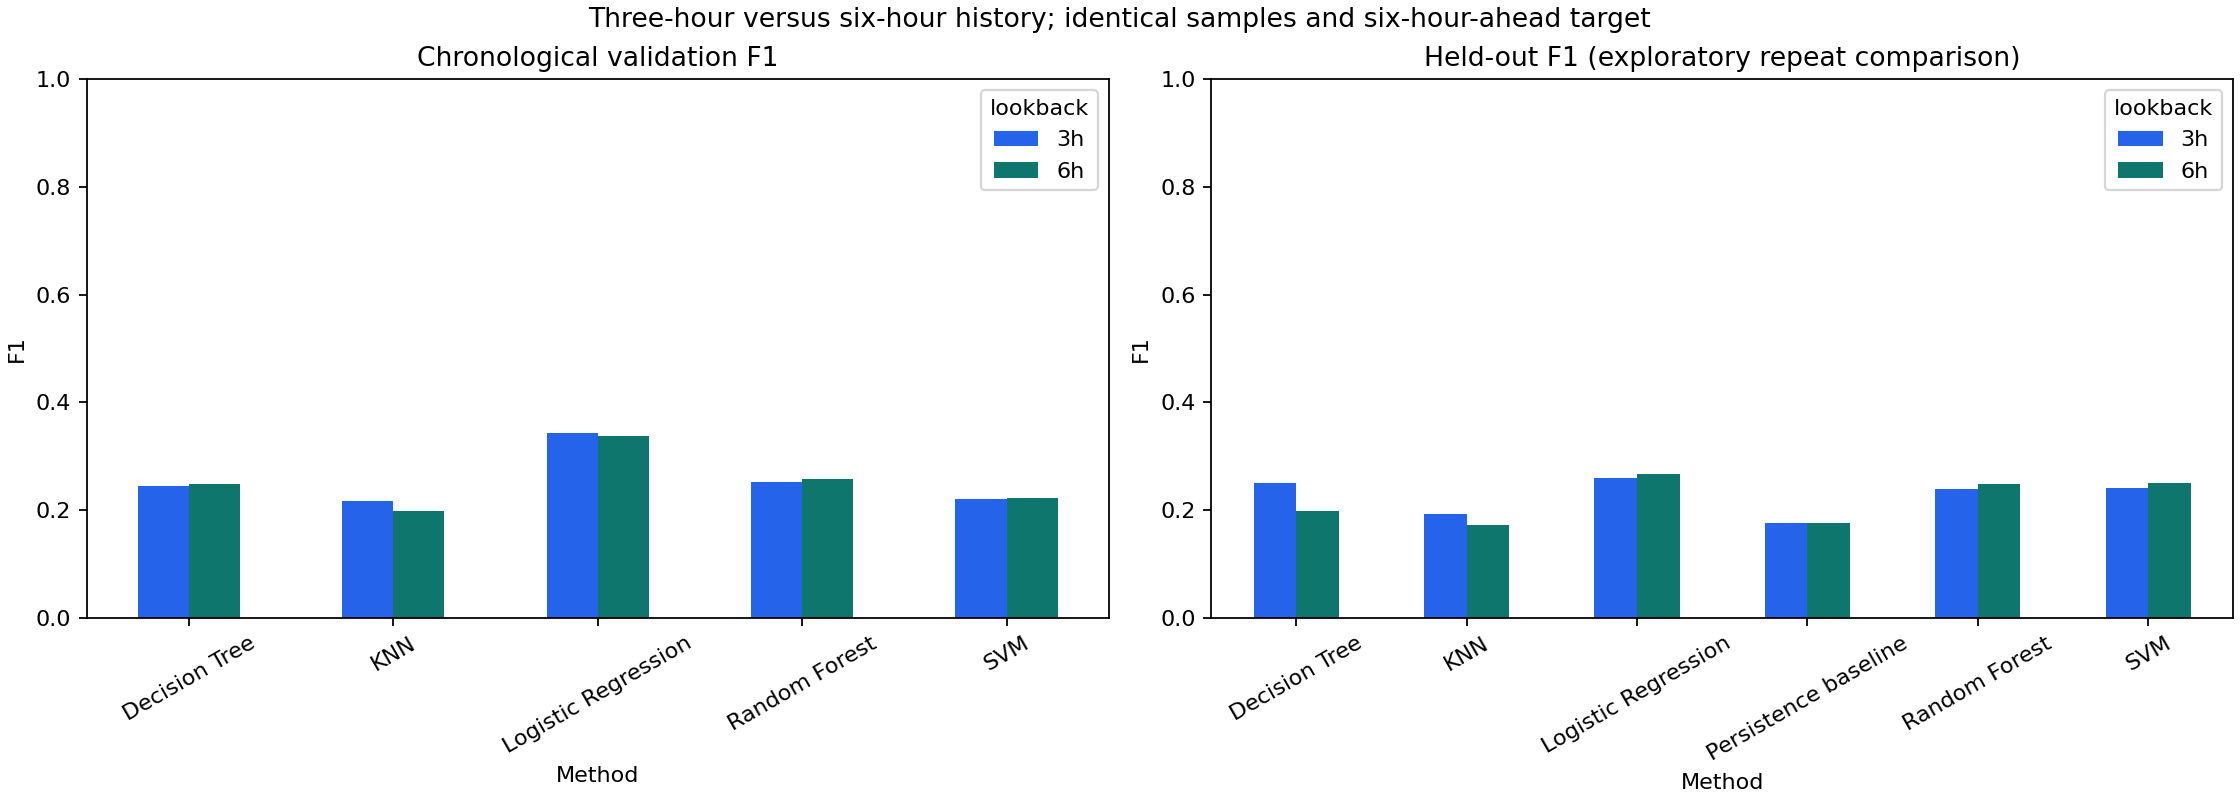 Three-hour versus six-hour history; identical samples and six-hour-ahead target
Chronological validation F1
1.0
0.8
0.6
0.4
0.2
0.0
F1
lookback
3h
6h
Decision Tree
KNN
Logistic Regression
Random Forest
SVM
Method
Held-out F1 (exploratory repeat comparison)
1.0
0.8
0.6
0.4
0.2
0.0
F1
lookback
3h
6h
Decision Tree
KNN
Logistic Regression
Persistence baseline
Random Forest
SVM
Method